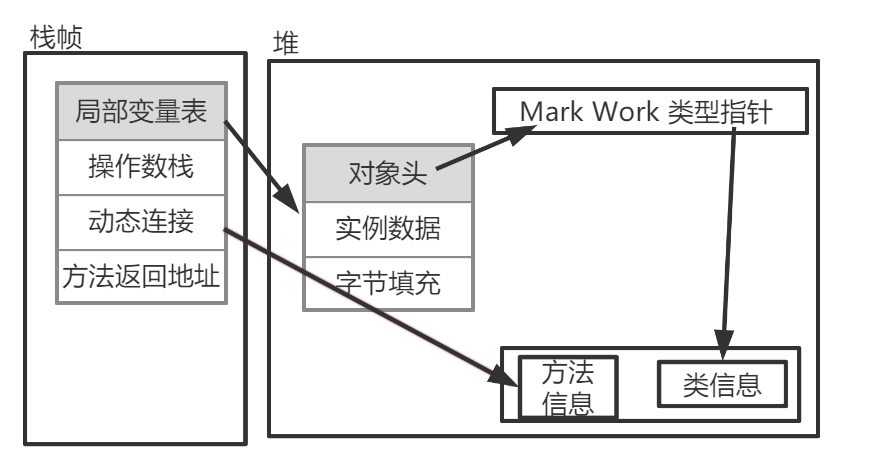 栈帧
堆
局部变量表
操作数栈
动态连接
方法返回地址
Mark Work 类型指针
对象头
实例数据
字节填充
方法
信息
类信息